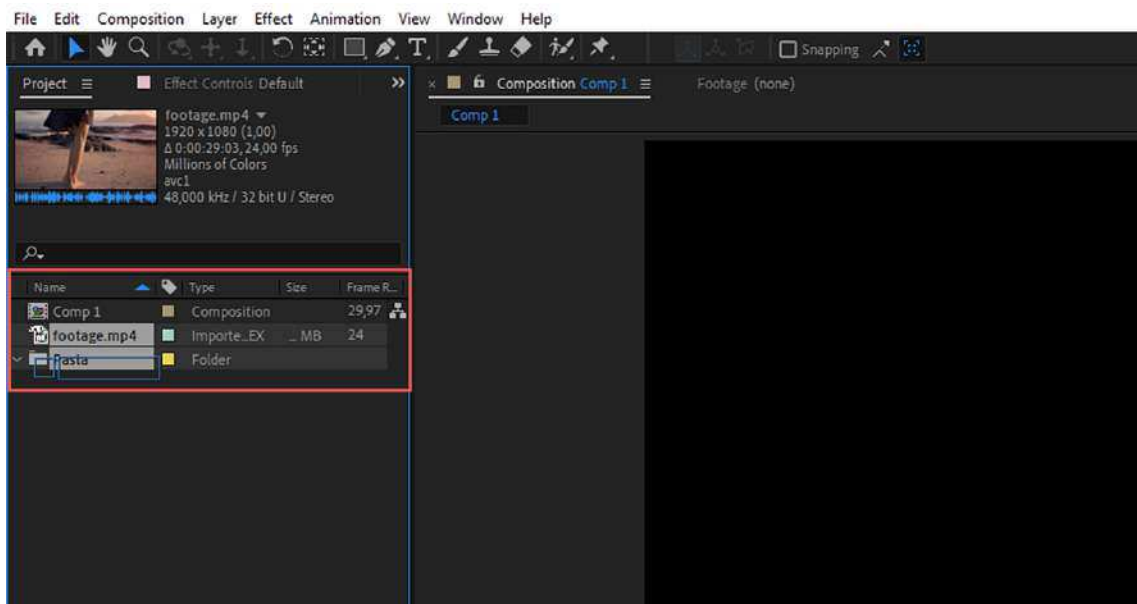 File Edit Composition Layer Effect Animation View Window Help
Snapping
Project Effect Controls Default
Composition Comp 1 Footage (none)
footage.mp4
1920 x 1080 (1,00)
Δ 0:00:29:03, 24,00 fps
Millions of Colors
avc1
48,000 kHz / 32 bit U / Stereo
Comp 1
Name Type Size Frame R...
Comp 1 Composition 29,97
footage.mp4 Importe...EX ... MB 24
Pasta Folder